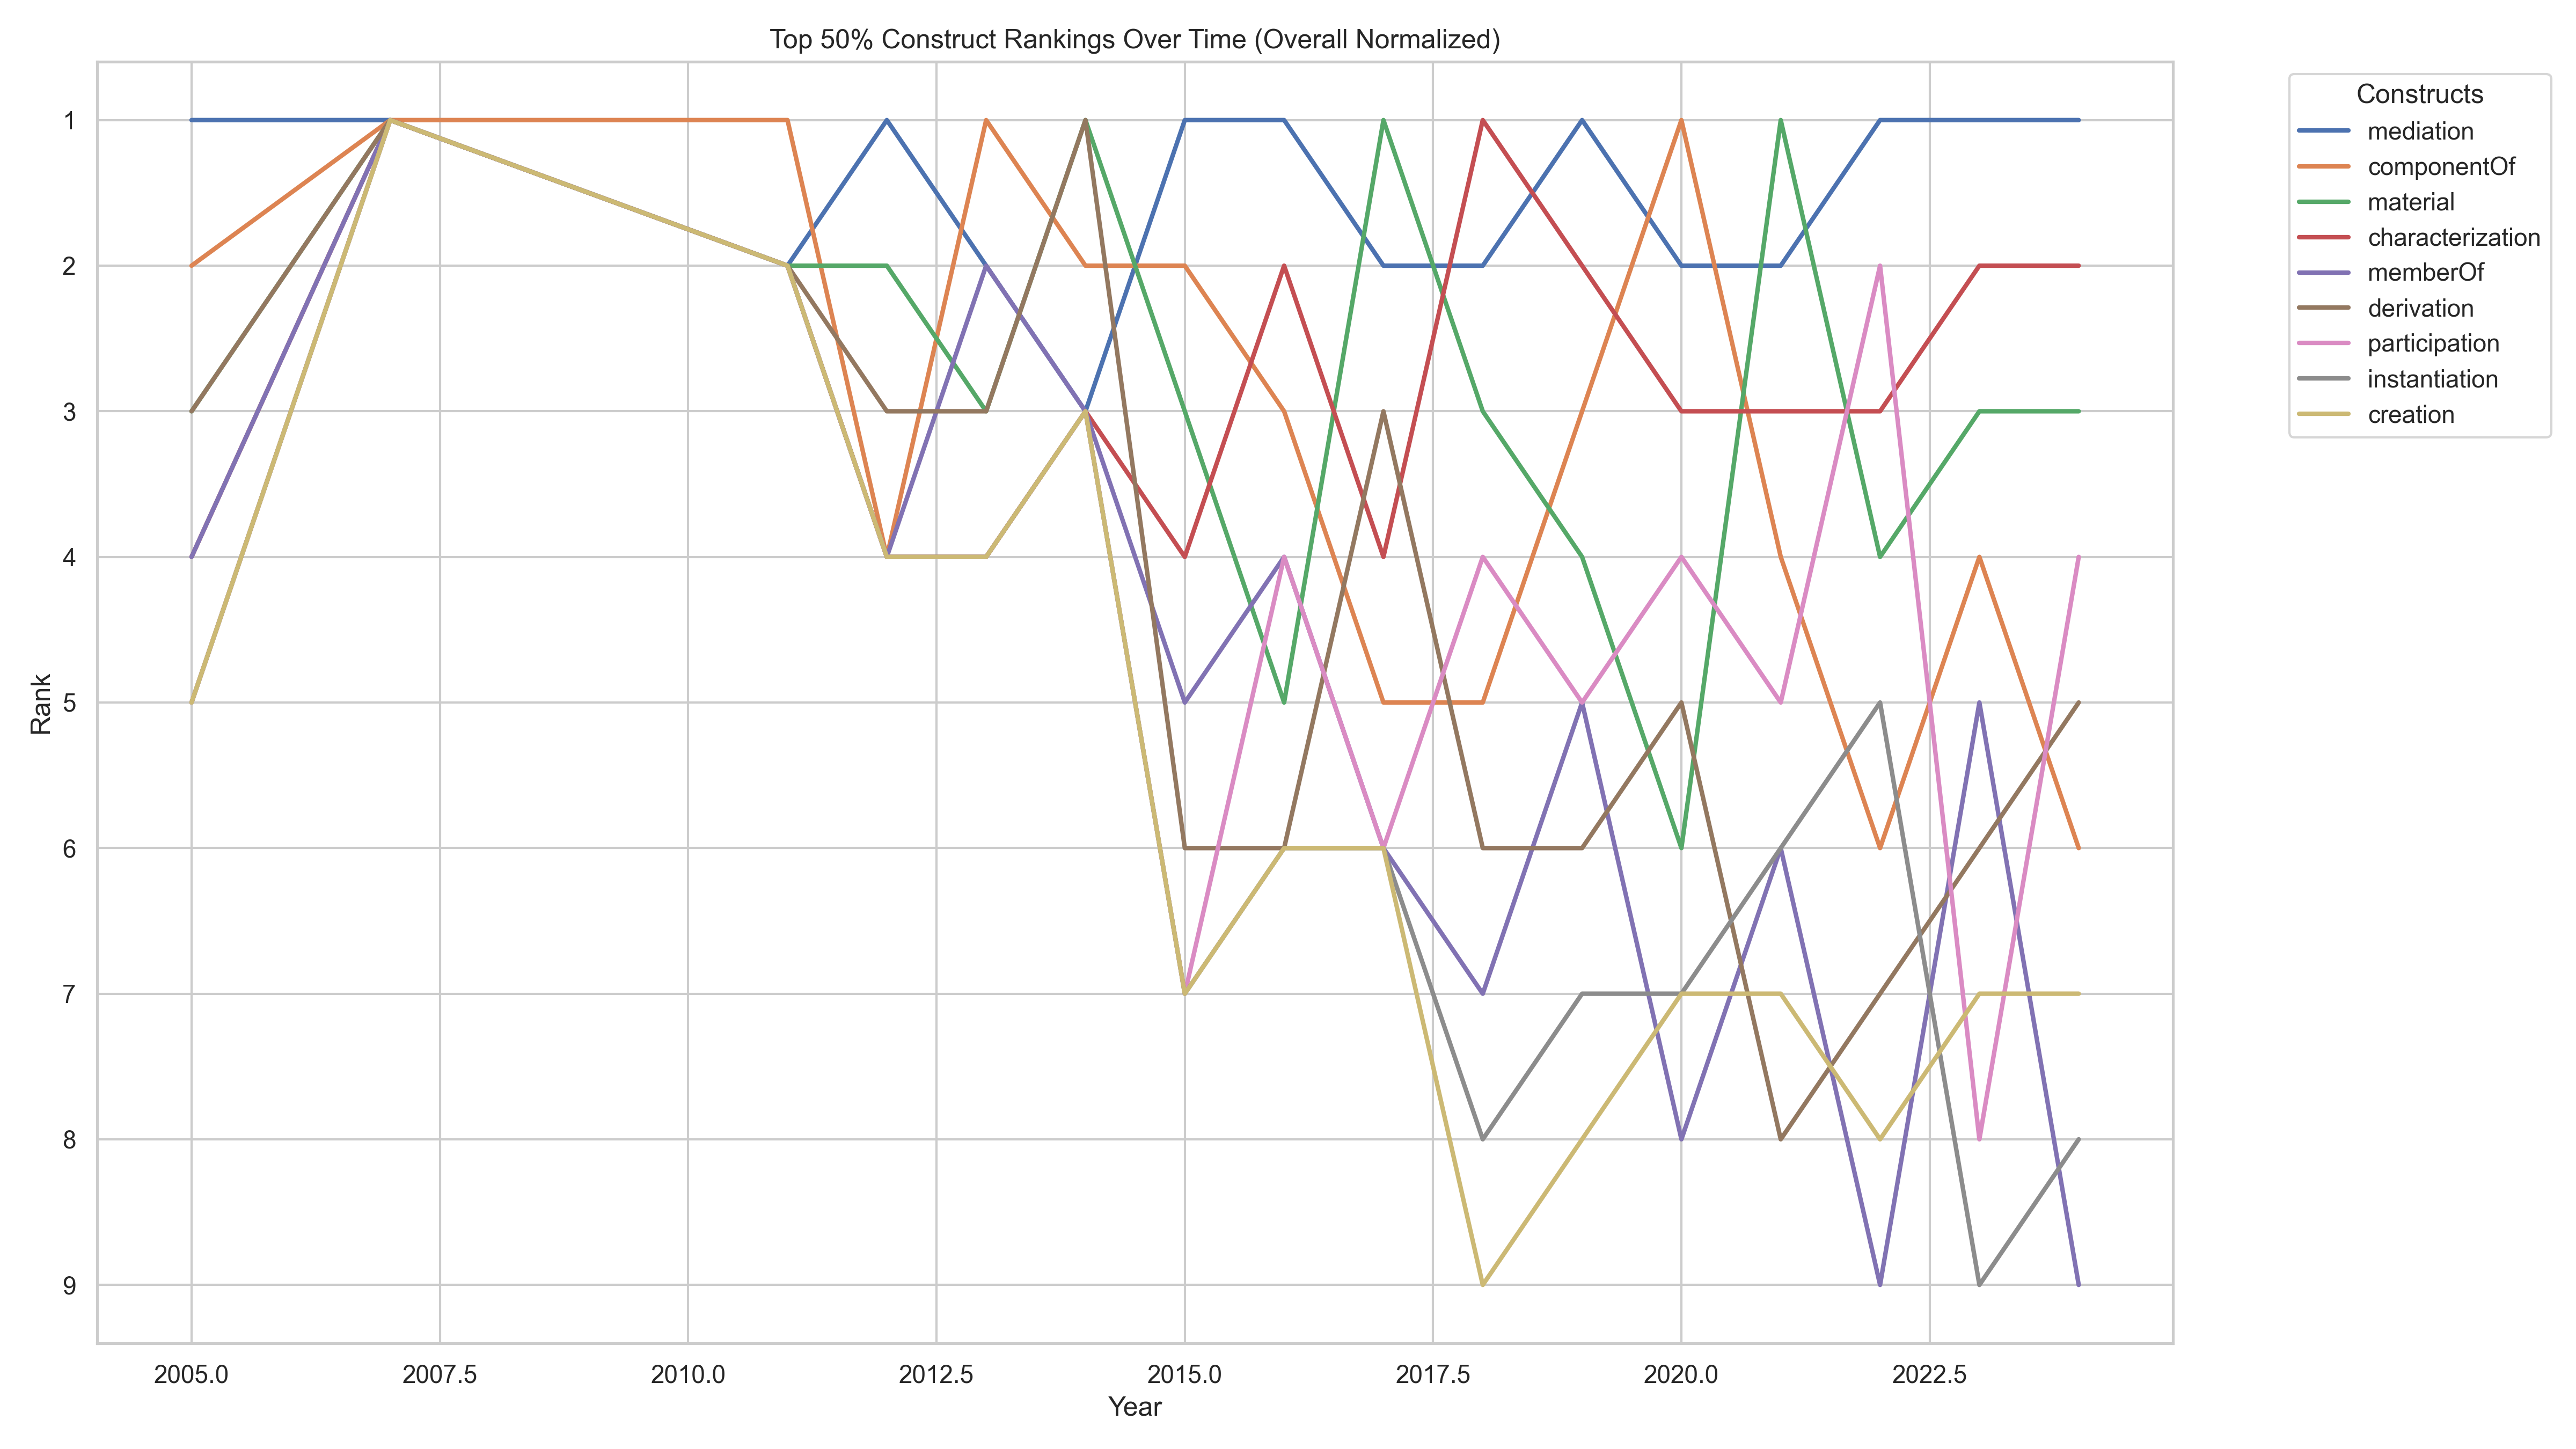 Top 50% Construct Rankings Over Time (Overall Normalized)
Constructs
mediation
componentOf
material
characterization
memberOf
derivation
participation
instantiation
creation
Rank
1
2
3
4
5
6
7
8
9
2005.0 2007.5 2010.0 2012.5 2015.0 2017.5 2020.0 2022.5
Year